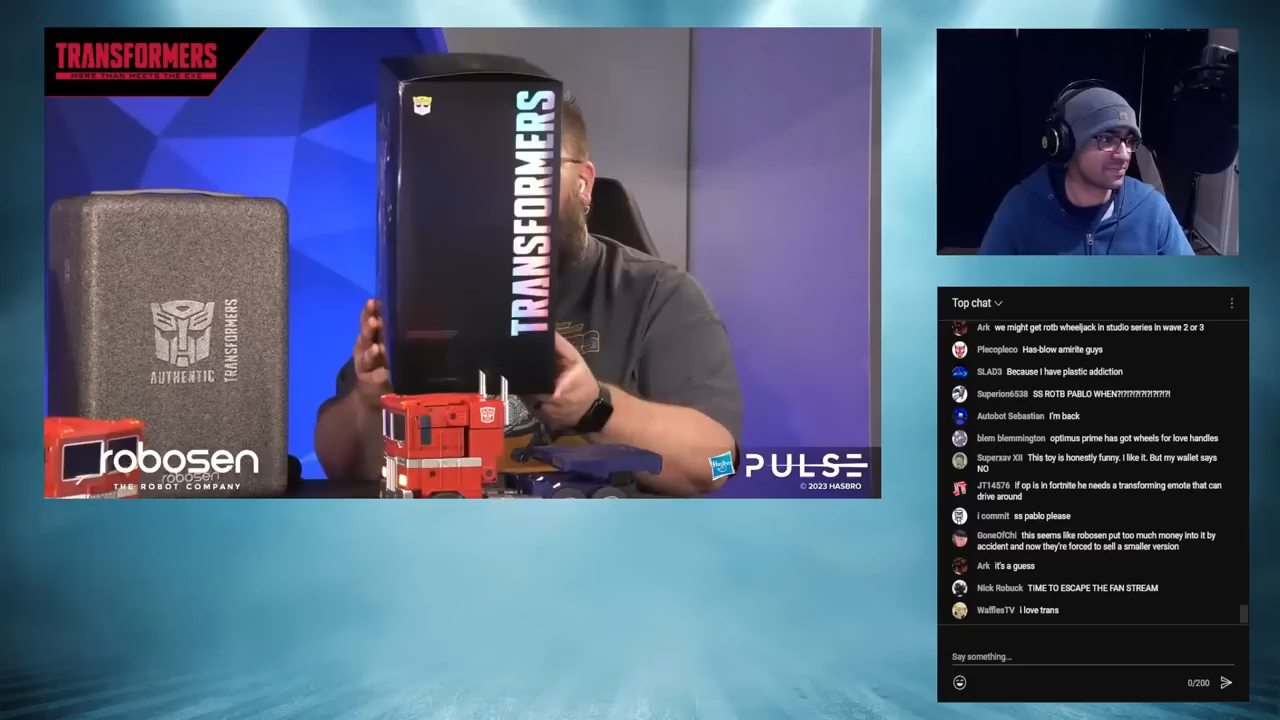 TRANSFORMERS
MORE THAN MEETS THE EYE
TRANSFORMERS
AUTHENTIC
TRANSFORMERS
robosen
robosen
THE ROBOT COMPANY
Hasbro
PULSE
© 2023 HASBRO
Top chat
Ark we might get rotb wheeljack in studio series in wave 2 or 3
Plecopleco Has-blow amirite guys
SLAD3 Because I have plastic addiction
Superion6538 SS ROTB PABLO WHEN?!?!?!?!?!?!?!?!
Autobot Sebastian I'm back
blem blemmington optimus prime has got wheels for love handles
Superxav XII This toy is honestly funny. I like it. But my wallet says
NO
JT14576 if op is in fortnite he needs a transforming emote that can
drive around
i commit ss pablo please
GoneOfChi this seems like robosen put too much money into it by
accident and now they're forced to sell a smaller version
Ark it's a guess
Nick Robuck TIME TO ESCAPE THE FAN STREAM
WafflesTV i love trans
Say something...
0/200